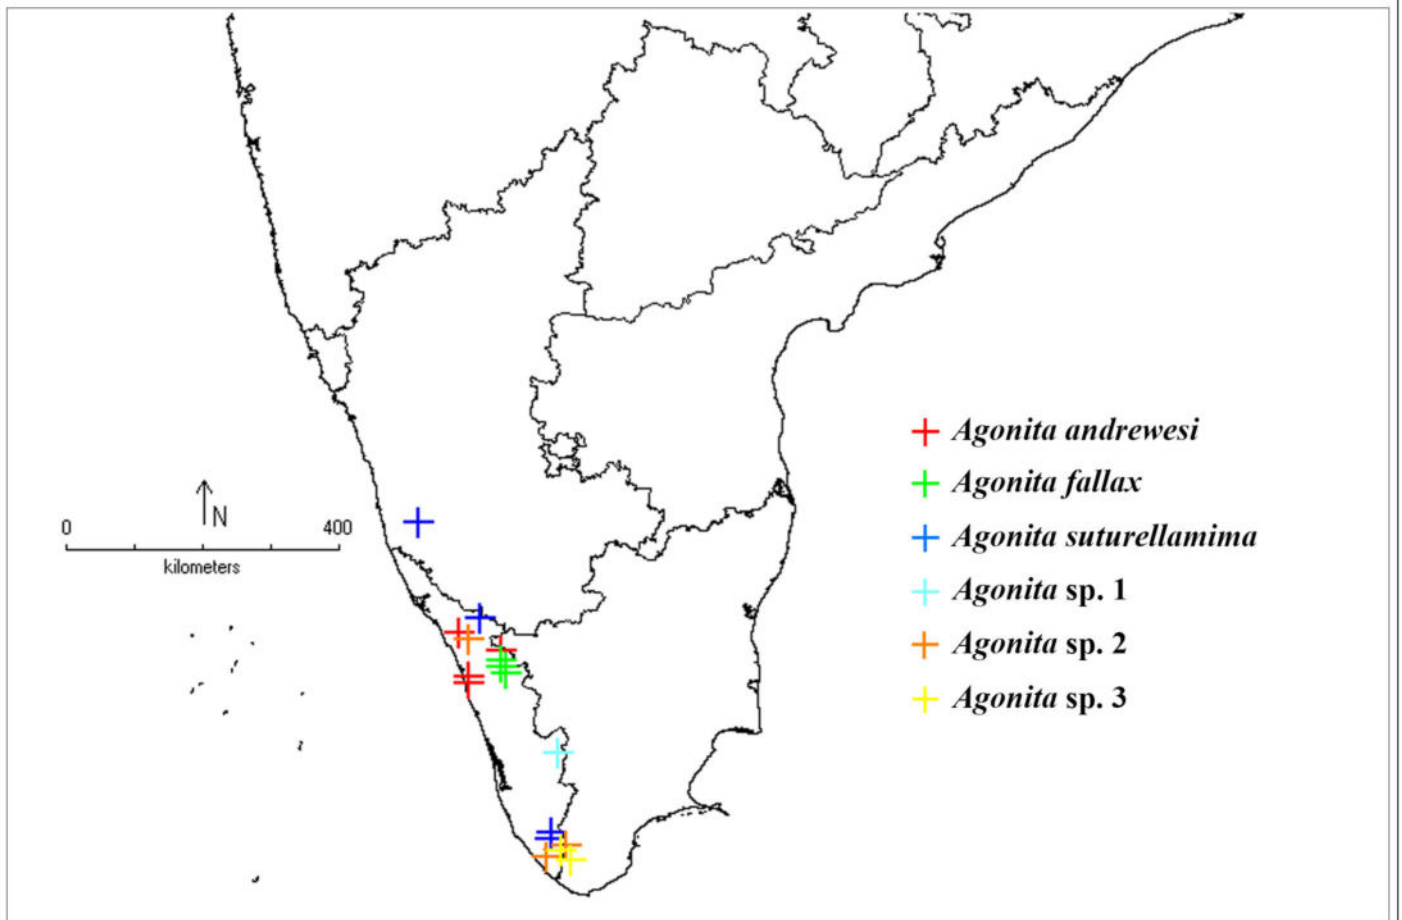 Agonita andrewesi
Agonita fallax
N
0 400
Agonita suturellamima
kilometers
Agonita sp. 1
Agonita sp. 2
Agonita sp. 3